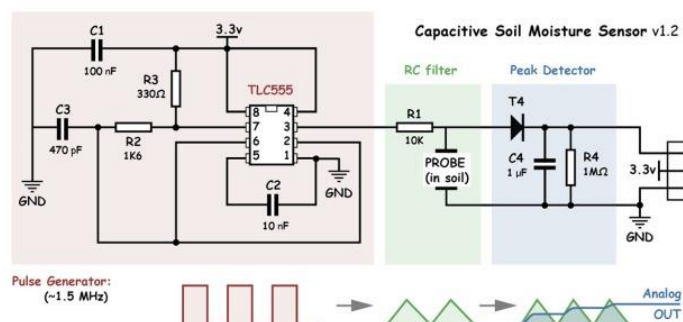 Capacitive Soil Moisture Sensor v1.2
C1
100 nF
3.3v
R3
330Ω
TLC555
C3
470 pF
R2
1K6
8 4
7 3
6 2
5 1
GND
C2
10 nF
GND
RC filter
R1
10K
PROBE
(in soil)
Peak Detector
T4
C4
1 μF
R4
1MΩ
3.3v
GND
Pulse Generator:
(~1.5 MHz)
Analog
OUT